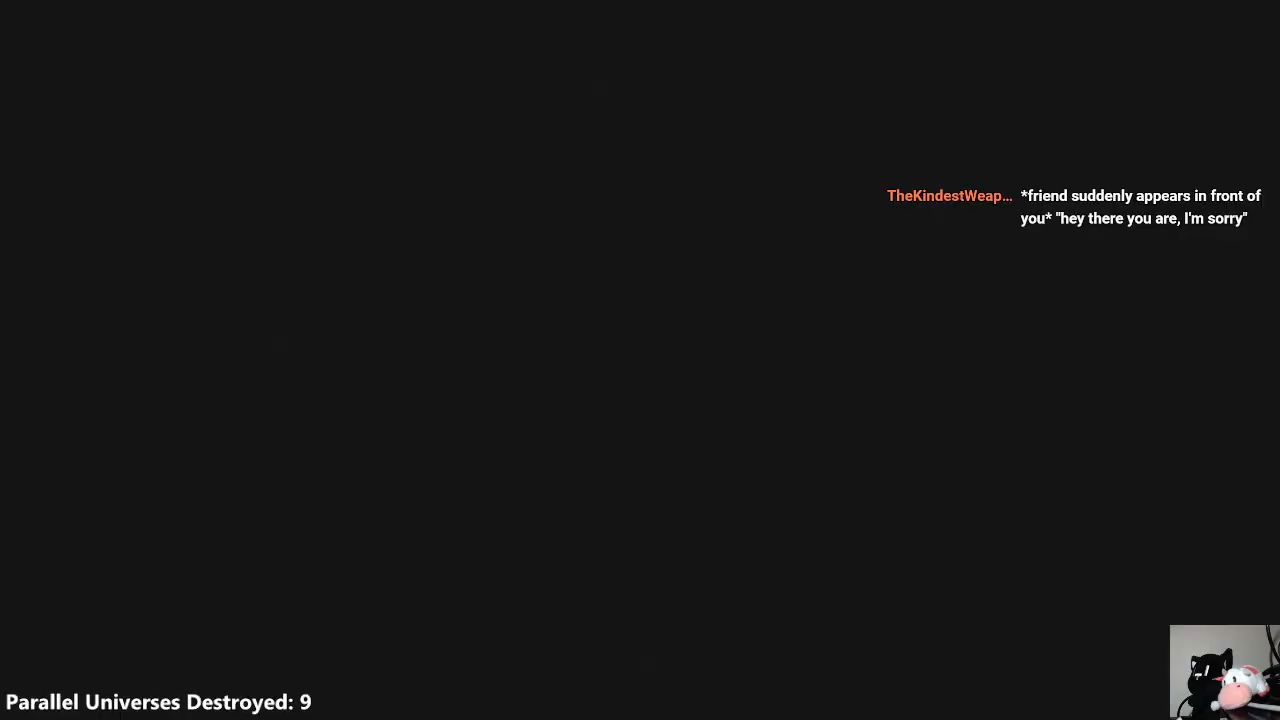 TheKindestWeap… *friend suddenly appears in front of
you* "hey there you are, I'm sorry"
Parallel Universes Destroyed: 9